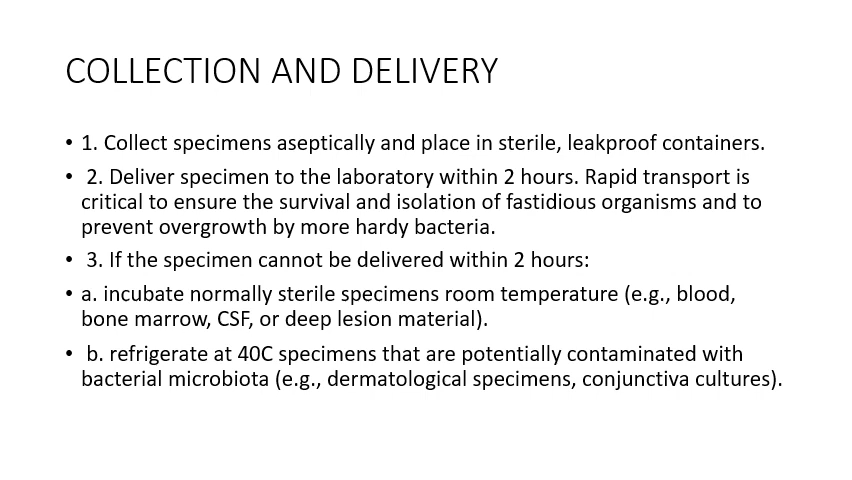 COLLECTION AND DELIVERY
• 1. Collect specimens aseptically and place in sterile, leakproof containers.
• 2. Deliver specimen to the laboratory within 2 hours. Rapid transport is
critical to ensure the survival and isolation of fastidious organisms and to
prevent overgrowth by more hardy bacteria.
• 3. If the specimen cannot be delivered within 2 hours:
• a. incubate normally sterile specimens room temperature (e.g., blood,
bone marrow, CSF, or deep lesion material).
• b. refrigerate at 40C specimens that are potentially contaminated with
bacterial microbiota (e.g., dermatological specimens, conjunctiva cultures).